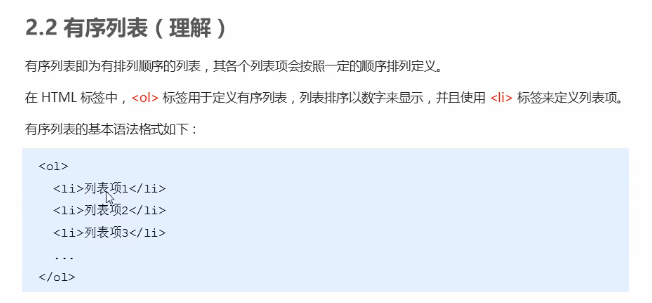 2.2 有序列表（理解）
有序列表即为有排列顺序的列表，其各个列表项会按照一定的顺序排列定义。
在 HTML 标签中，<ol> 标签用于定义有序列表，列表排序以数字来显示，并且使用 <li> 标签来定义列表项。
有序列表的基本语法格式如下：
<ol>
<li>列表项1</li>
<li>列表项2</li>
<li>列表项3</li>
...
</ol>